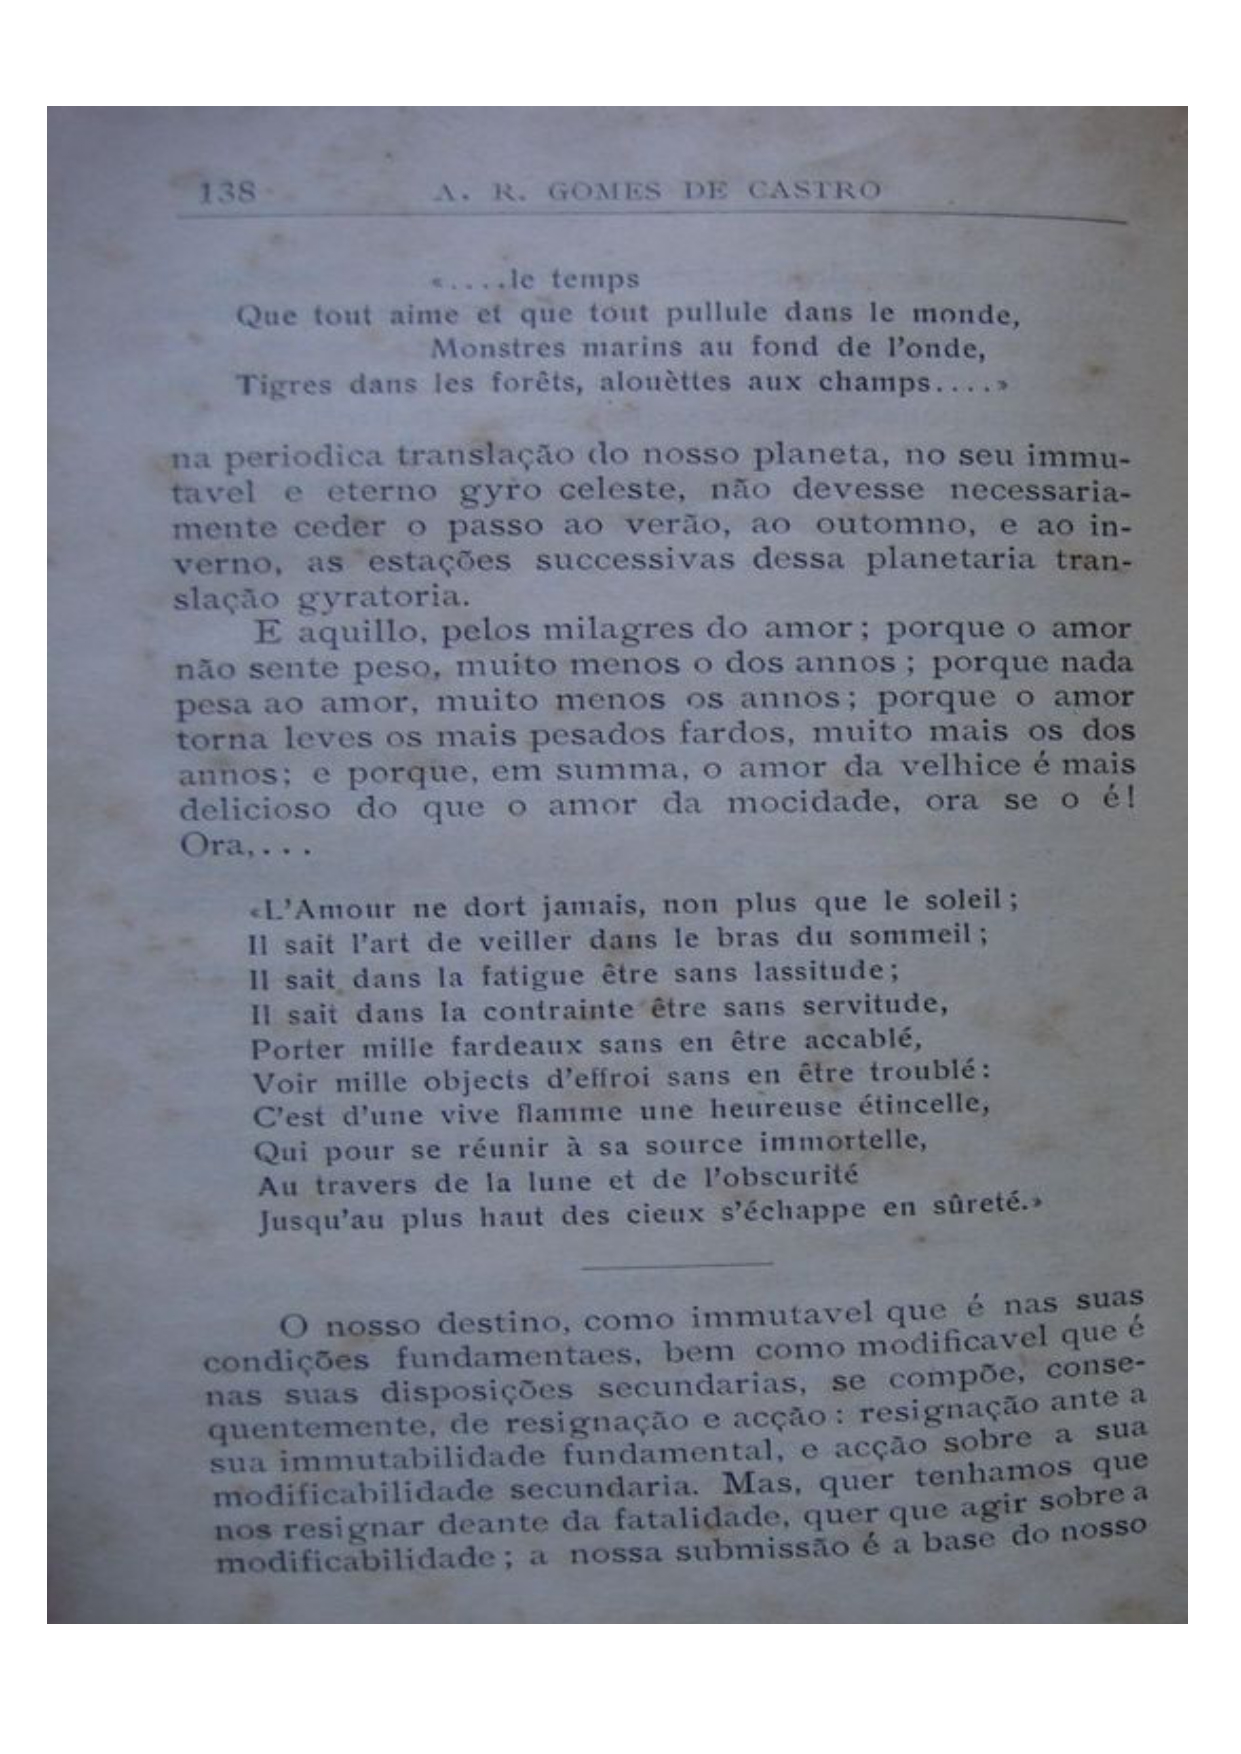 138 A. R. GOMES DE CASTRO
«.....le temps
Que tout aime et que tout pullule dans le monde,
Monstres marins au fond de l'onde,
Tigres dans les forêts, alouèttes aux champs....»
na periodica translação do nosso planeta, no seu immu-
tavel e eterno gyro celeste, não devesse necessaria-
mente ceder o passo ao verão, ao outomno, e ao in-
verno, as estações successivas dessa planetaria tran-
slação gyratoria.
E aquillo, pelos milagres do amor; porque o amor
não sente peso, muito menos o dos annos; porque nada
pesa ao amor, muito menos os annos; porque o amor
torna leves os mais pesados fardos, muito mais os dos
annos; e porque, em summa, o amor da velhice é mais
delicioso do que o amor da mocidade, ora se o é!
Ora,...
«L'Amour ne dort jamais, non plus que le soleil;
Il sait l'art de veiller dans le bras du sommeil;
Il sait dans la fatigue être sans lassitude;
Il sait dans la contrainte être sans servitude,
Porter mille fardeaux sans en être accablé,
Voir mille objects d'effroi sans en être troublé:
C'est d'une vive flamme une heureuse étincelle,
Qui pour se réunir à sa source immortelle,
Au travers de la lune et de l'obscurité
Jusqu'au plus haut des cieux s'échappe en sûreté.»
O nosso destino, como immutavel que é nas suas
condições fundamentaes, bem como modificavel que é
nas suas disposições secundarias, se compõe, conse-
quentemente, de resignação e acção: resignação ante a
sua immutabilidade fundamental, e acção sobre a sua
modificabilidade secundaria. Mas, quer tenhamos que
nos resignar deante da fatalidade, quer que agir sobre a
modificabilidade; a nossa submissão é a base do nosso